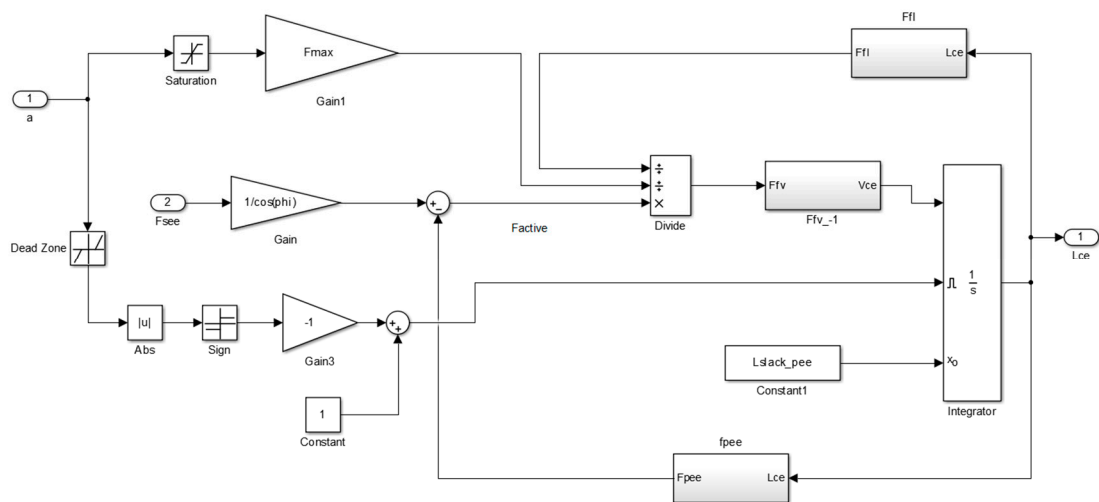 Ffl
Ffl
Lce
Saturation
Fmax
Gain1
1
a
÷
÷
×
Divide
Ffv
Vce
Ffv_-1
2
Fsee
1/cos(phi)
Gain
+
−
Factive
Dead Zone
1
s
x₀
Integrator
1
Lce
|u|
Abs
Sign
-1
Gain3
+
+
Lslack_pee
Constant1
1
Constant
fpee
Fpee
Lce